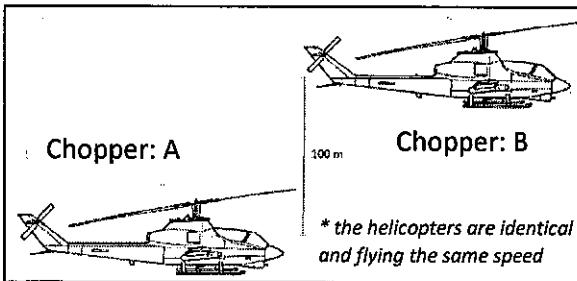 Chopper: A
100 m
Chopper: B
* the helicopters are identical
and flying the same speed